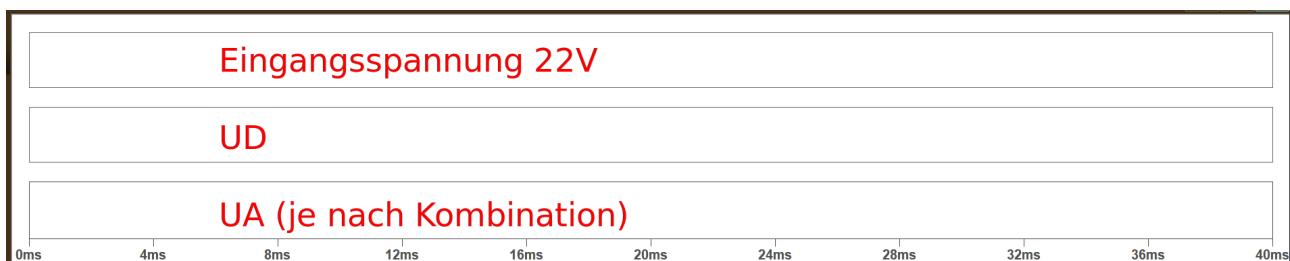 Eingangsspannung 22V
UD
UA (je nach Kombination)
0ms 4ms 8ms 12ms 16ms 20ms 24ms 28ms 32ms 36ms 40ms